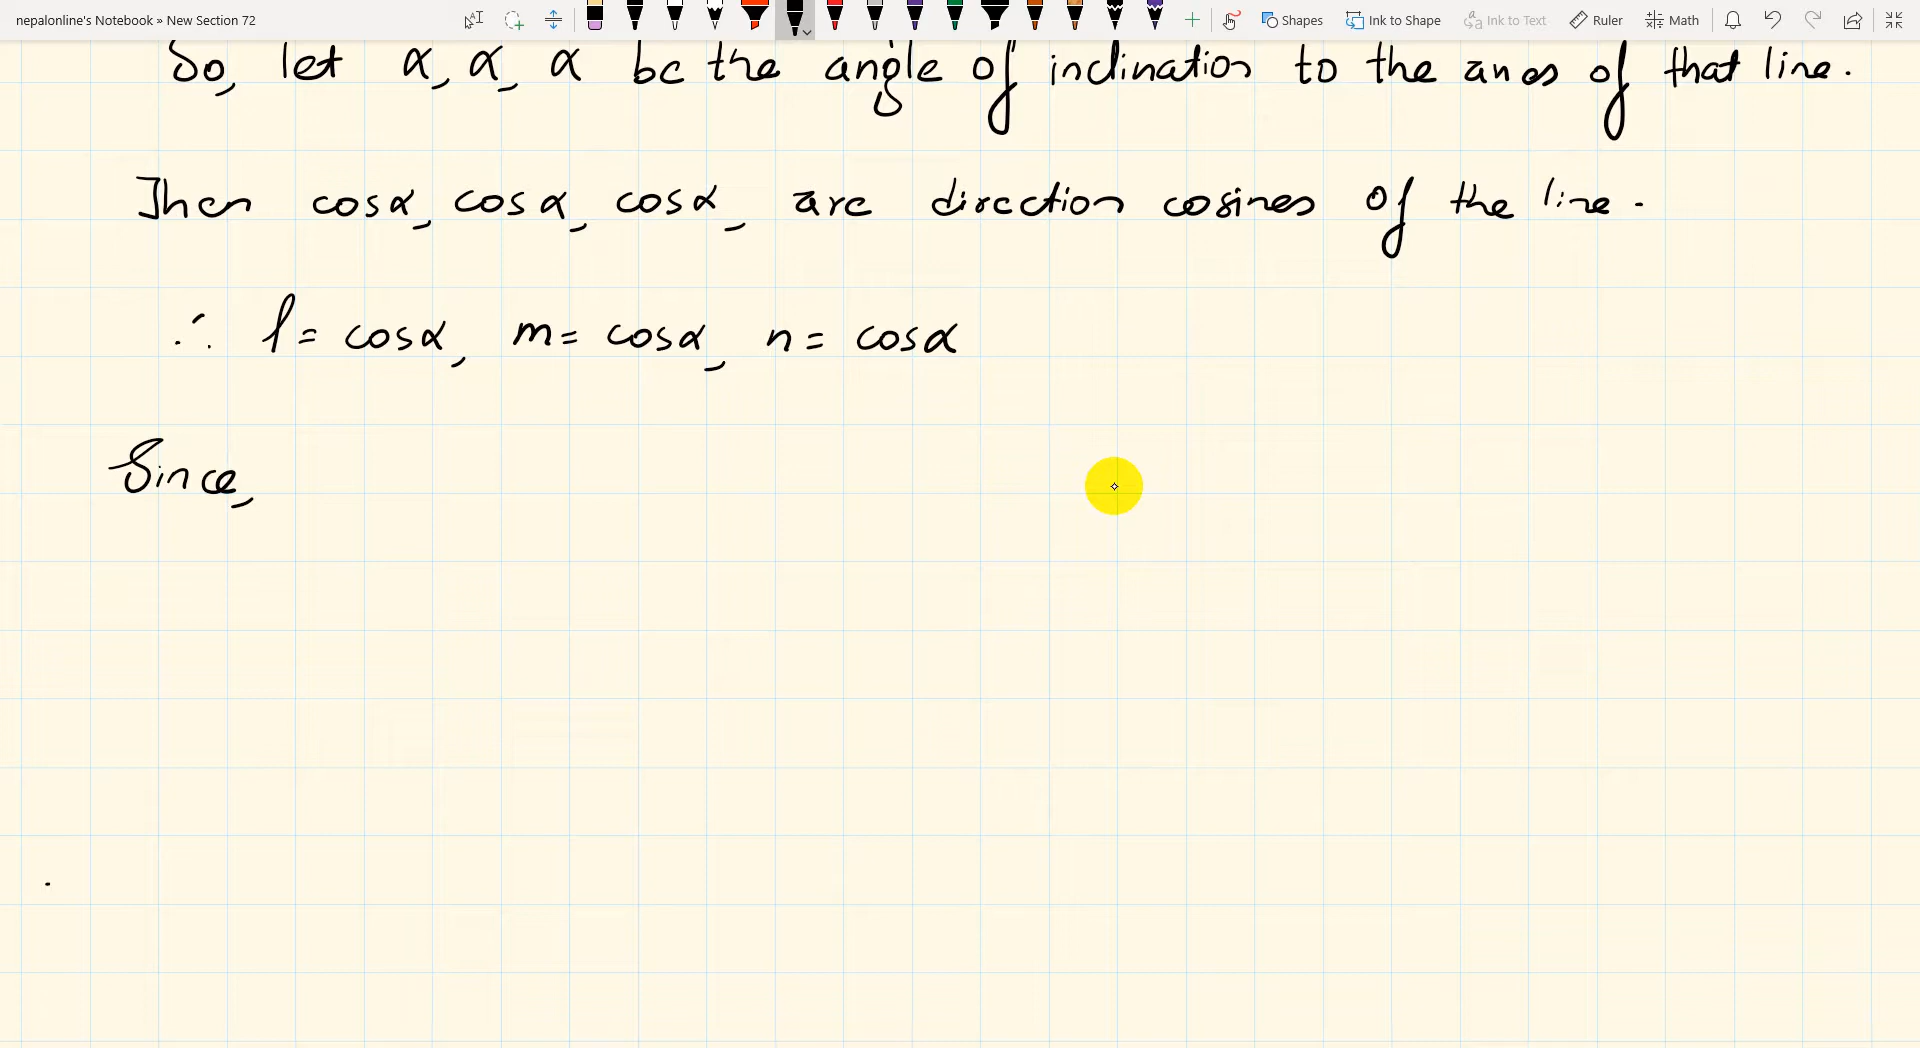 nepalonline's Notebook » New Section 72 Shapes Ink to Shape Ink to Text Ruler Math
So, let α, α, α be the angle of inclination to the axes of that line.
Then cosα, cosα, cosα, are direction cosines of the line.
∴ l = cosα, m = cosα, n = cosα
Since,